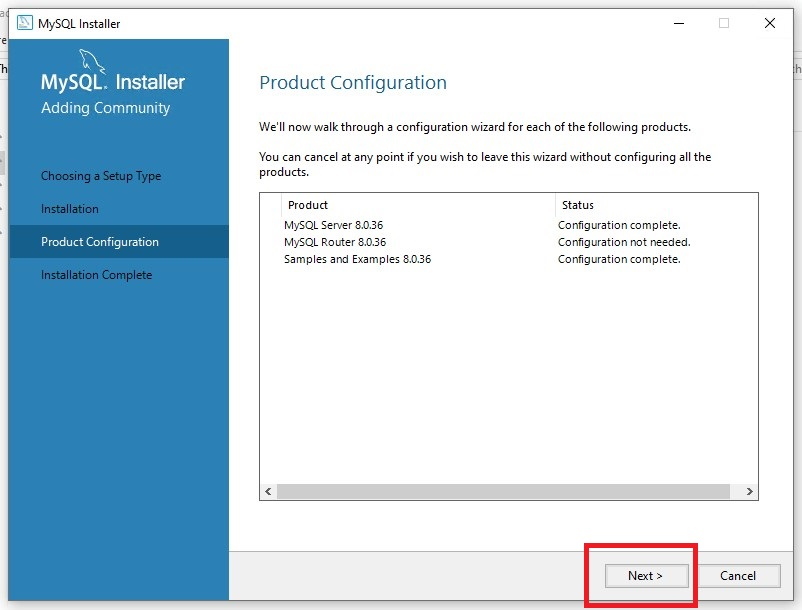 MySQL Installer
MySQL. Installer
Adding Community
Choosing a Setup Type
Installation
Product Configuration
Installation Complete
Product Configuration
We'll now walk through a configuration wizard for each of the following products.
You can cancel at any point if you wish to leave this wizard without configuring all the
products.
Product Status
MySQL Server 8.0.36 Configuration complete.
MySQL Router 8.0.36 Configuration not needed.
Samples and Examples 8.0.36 Configuration complete.
Next >
Cancel